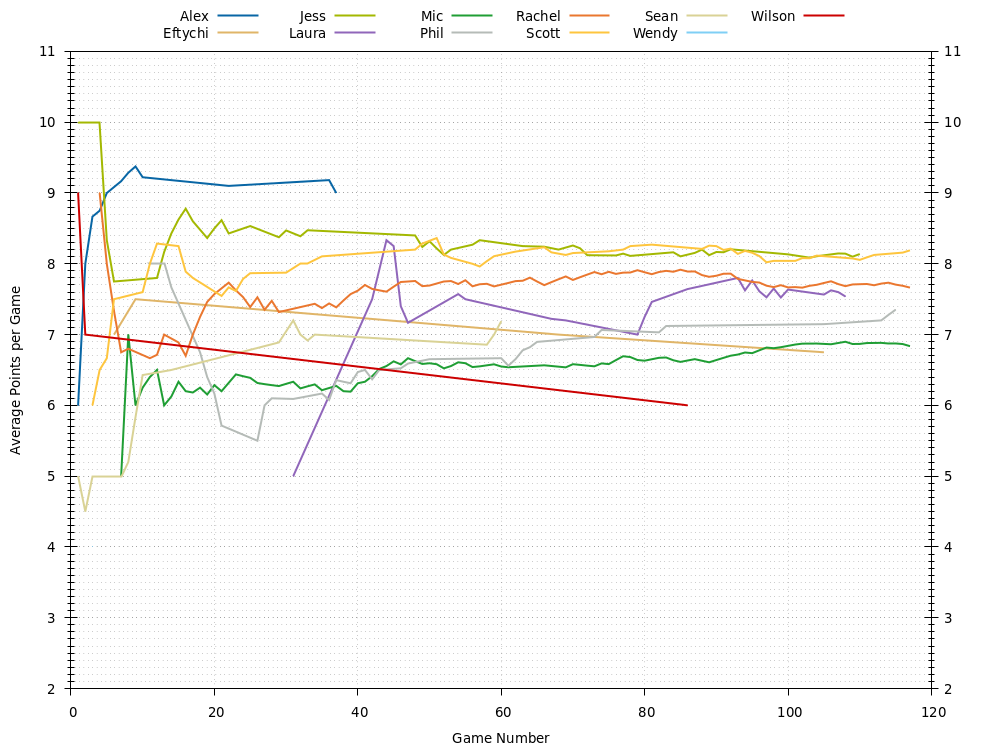 Alex Jess Mic Rachel Sean Wilson
Eftychi Laura Phil Scott Wendy
11 11
10 10
9 9
8 8
7 7
6 6
5 5
4 4
3 3
2 2
0 20 40 60 80 100 120
Average Points per Game
Game Number